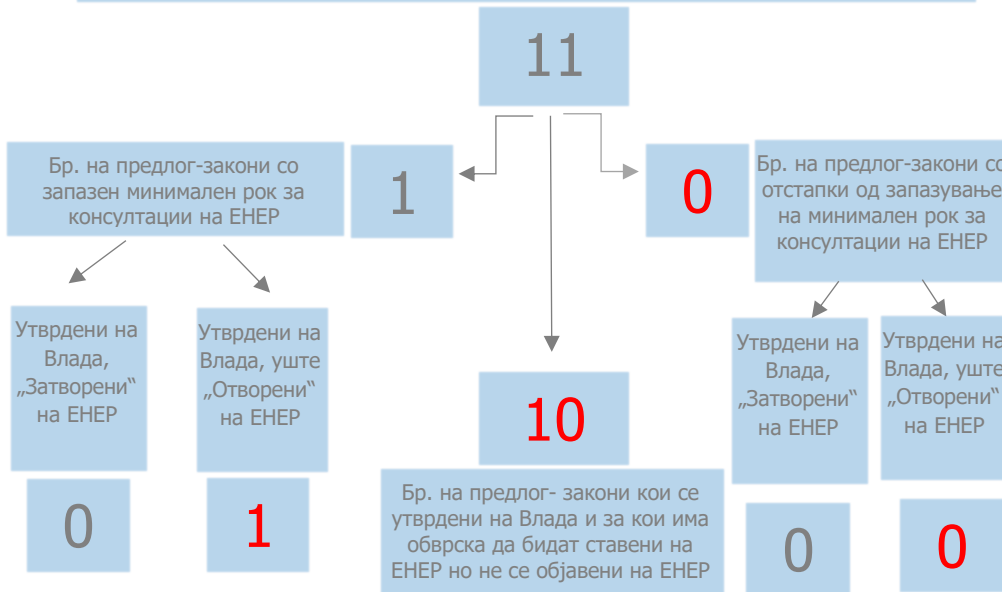 11
Бр. на предлог-закони со
запазен минимален рок за
консултации на ЕНЕР
1
0
Бр. на предлог-закони со
отстапки од запазување
на минимален рок за
консултации на ЕНЕР
Утврдени на
Влада,
„Затворени“
на ЕНЕР
Утврдени на
Влада, уште
„Отворени“
на ЕНЕР
0
1
10
Бр. на предлог- закони кои се
утврдени на Влада и за кои има
обврска да бидат ставени на
ЕНЕР но не се објавени на ЕНЕР
Утврдени на
Влада,
„Затворени“
на ЕНЕР
Утврдени на
Влада, уште
„Отворени“
на ЕНЕР
0
0